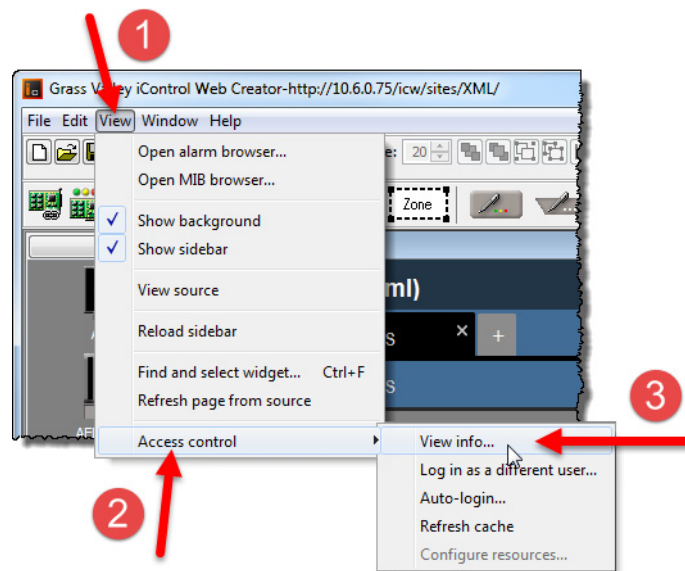 1
Grass Valley iControl Web Creator-http://10.6.0.75/icw/sites/XML/
File Edit View Window Help
Open alarm browser...
e: 20
Open MIB browser...
Zone
Show background
Show sidebar
View source
ml)
Reload sidebar
S × +
Find and select widget... Ctrl+F
S
Refresh page from source
3
Access control
View info...
Log in as a different user...
2
Auto-login...
Refresh cache
Configure resources...